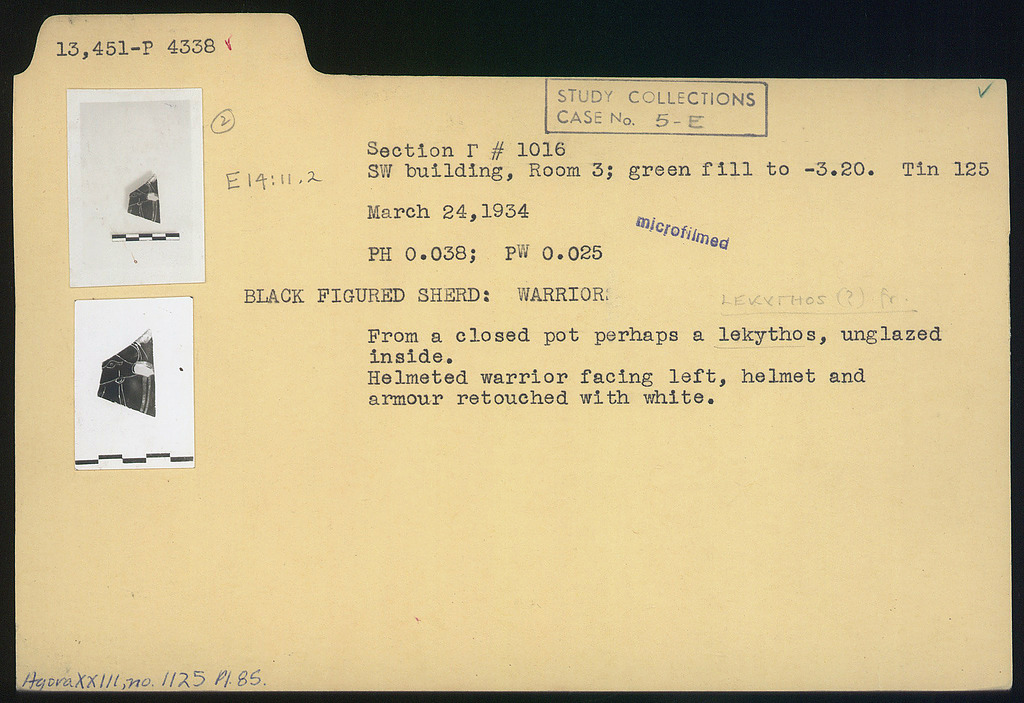 13,451-P 4338 ✓
STUDY COLLECTIONS
CASE No. 5-E
②
E14:11.2
Section Γ # 1016
SW building, Room 3; green fill to -3.20. Tin 125
March 24,1934
microfilmed
PH 0.038; PW 0.025
BLACK FIGURED SHERD: WARRIOR:
LEKYTHOS (?) fr.
From a closed pot perhaps a lekythos, unglazed
inside.
Helmeted warrior facing left, helmet and
armour retouched with white.
Agora XXIII, no. 1125 Pl. 85.